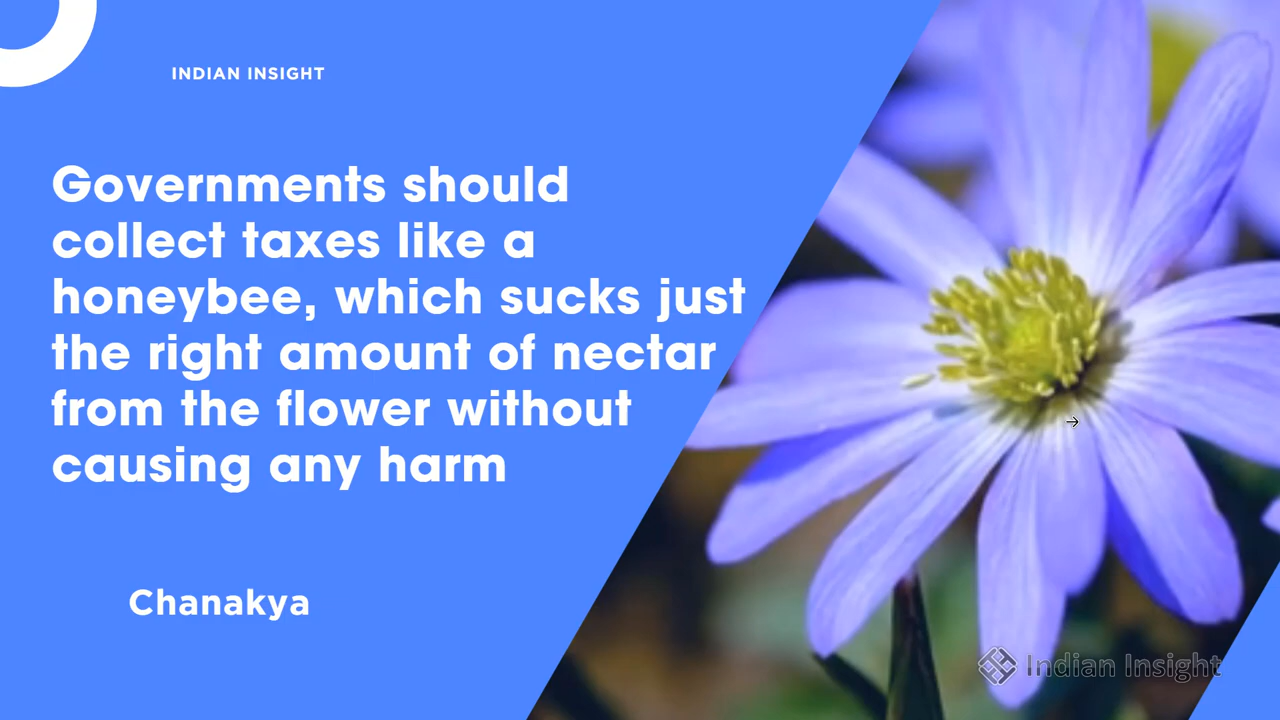 INDIAN INSIGHT
Governments should
collect taxes like a
honeybee, which sucks just
the right amount of nectar
from the flower without
causing any harm
Chanakya
Indian Insight